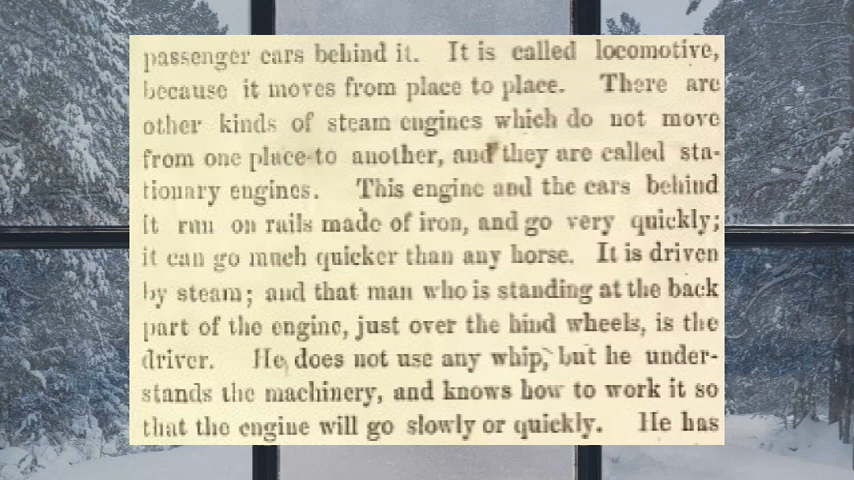 passenger cars behind it. It is called locomotive,
because it moves from place to place. There are
other kinds of steam engines which do not move
from one place to another, and they are called sta-
tionary engines. This engine and the cars behind
it run on rails made of iron, and go very quickly;
it can go much quicker than any horse. It is driven
by steam; and that man who is standing at the back
part of the engine, just over the hind wheels, is the
driver. He does not use any whip, but he under-
stands the machinery, and knows how to work it so
that the engine will go slowly or quickly. He has